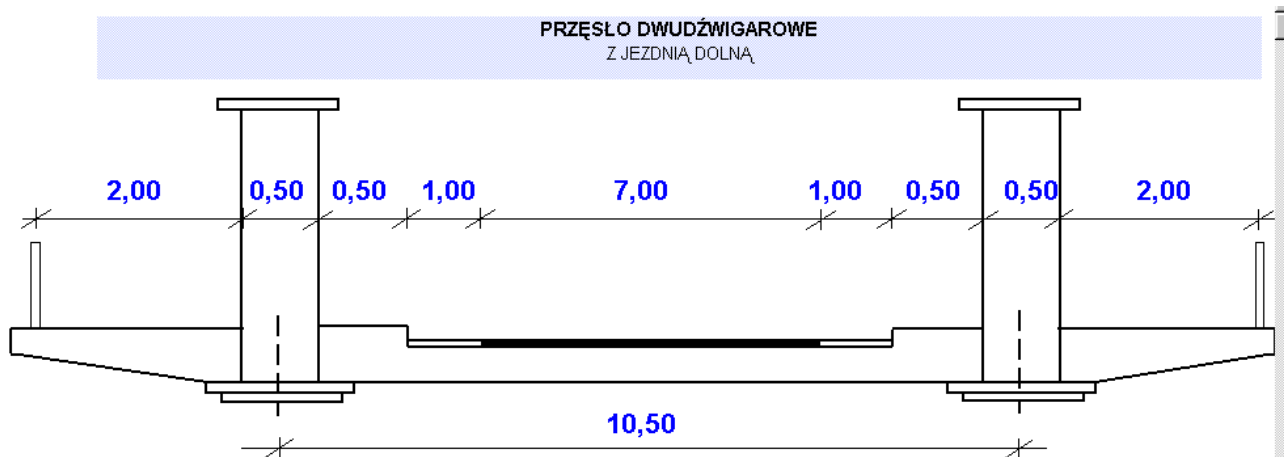 PRZĘSŁO DWUDŹWIGAROWE
Z JEZDNIĄ DOLNĄ
2,00 0,50 0,50 1,00 7,00 1,00 0,50 0,50 2,00
10,50